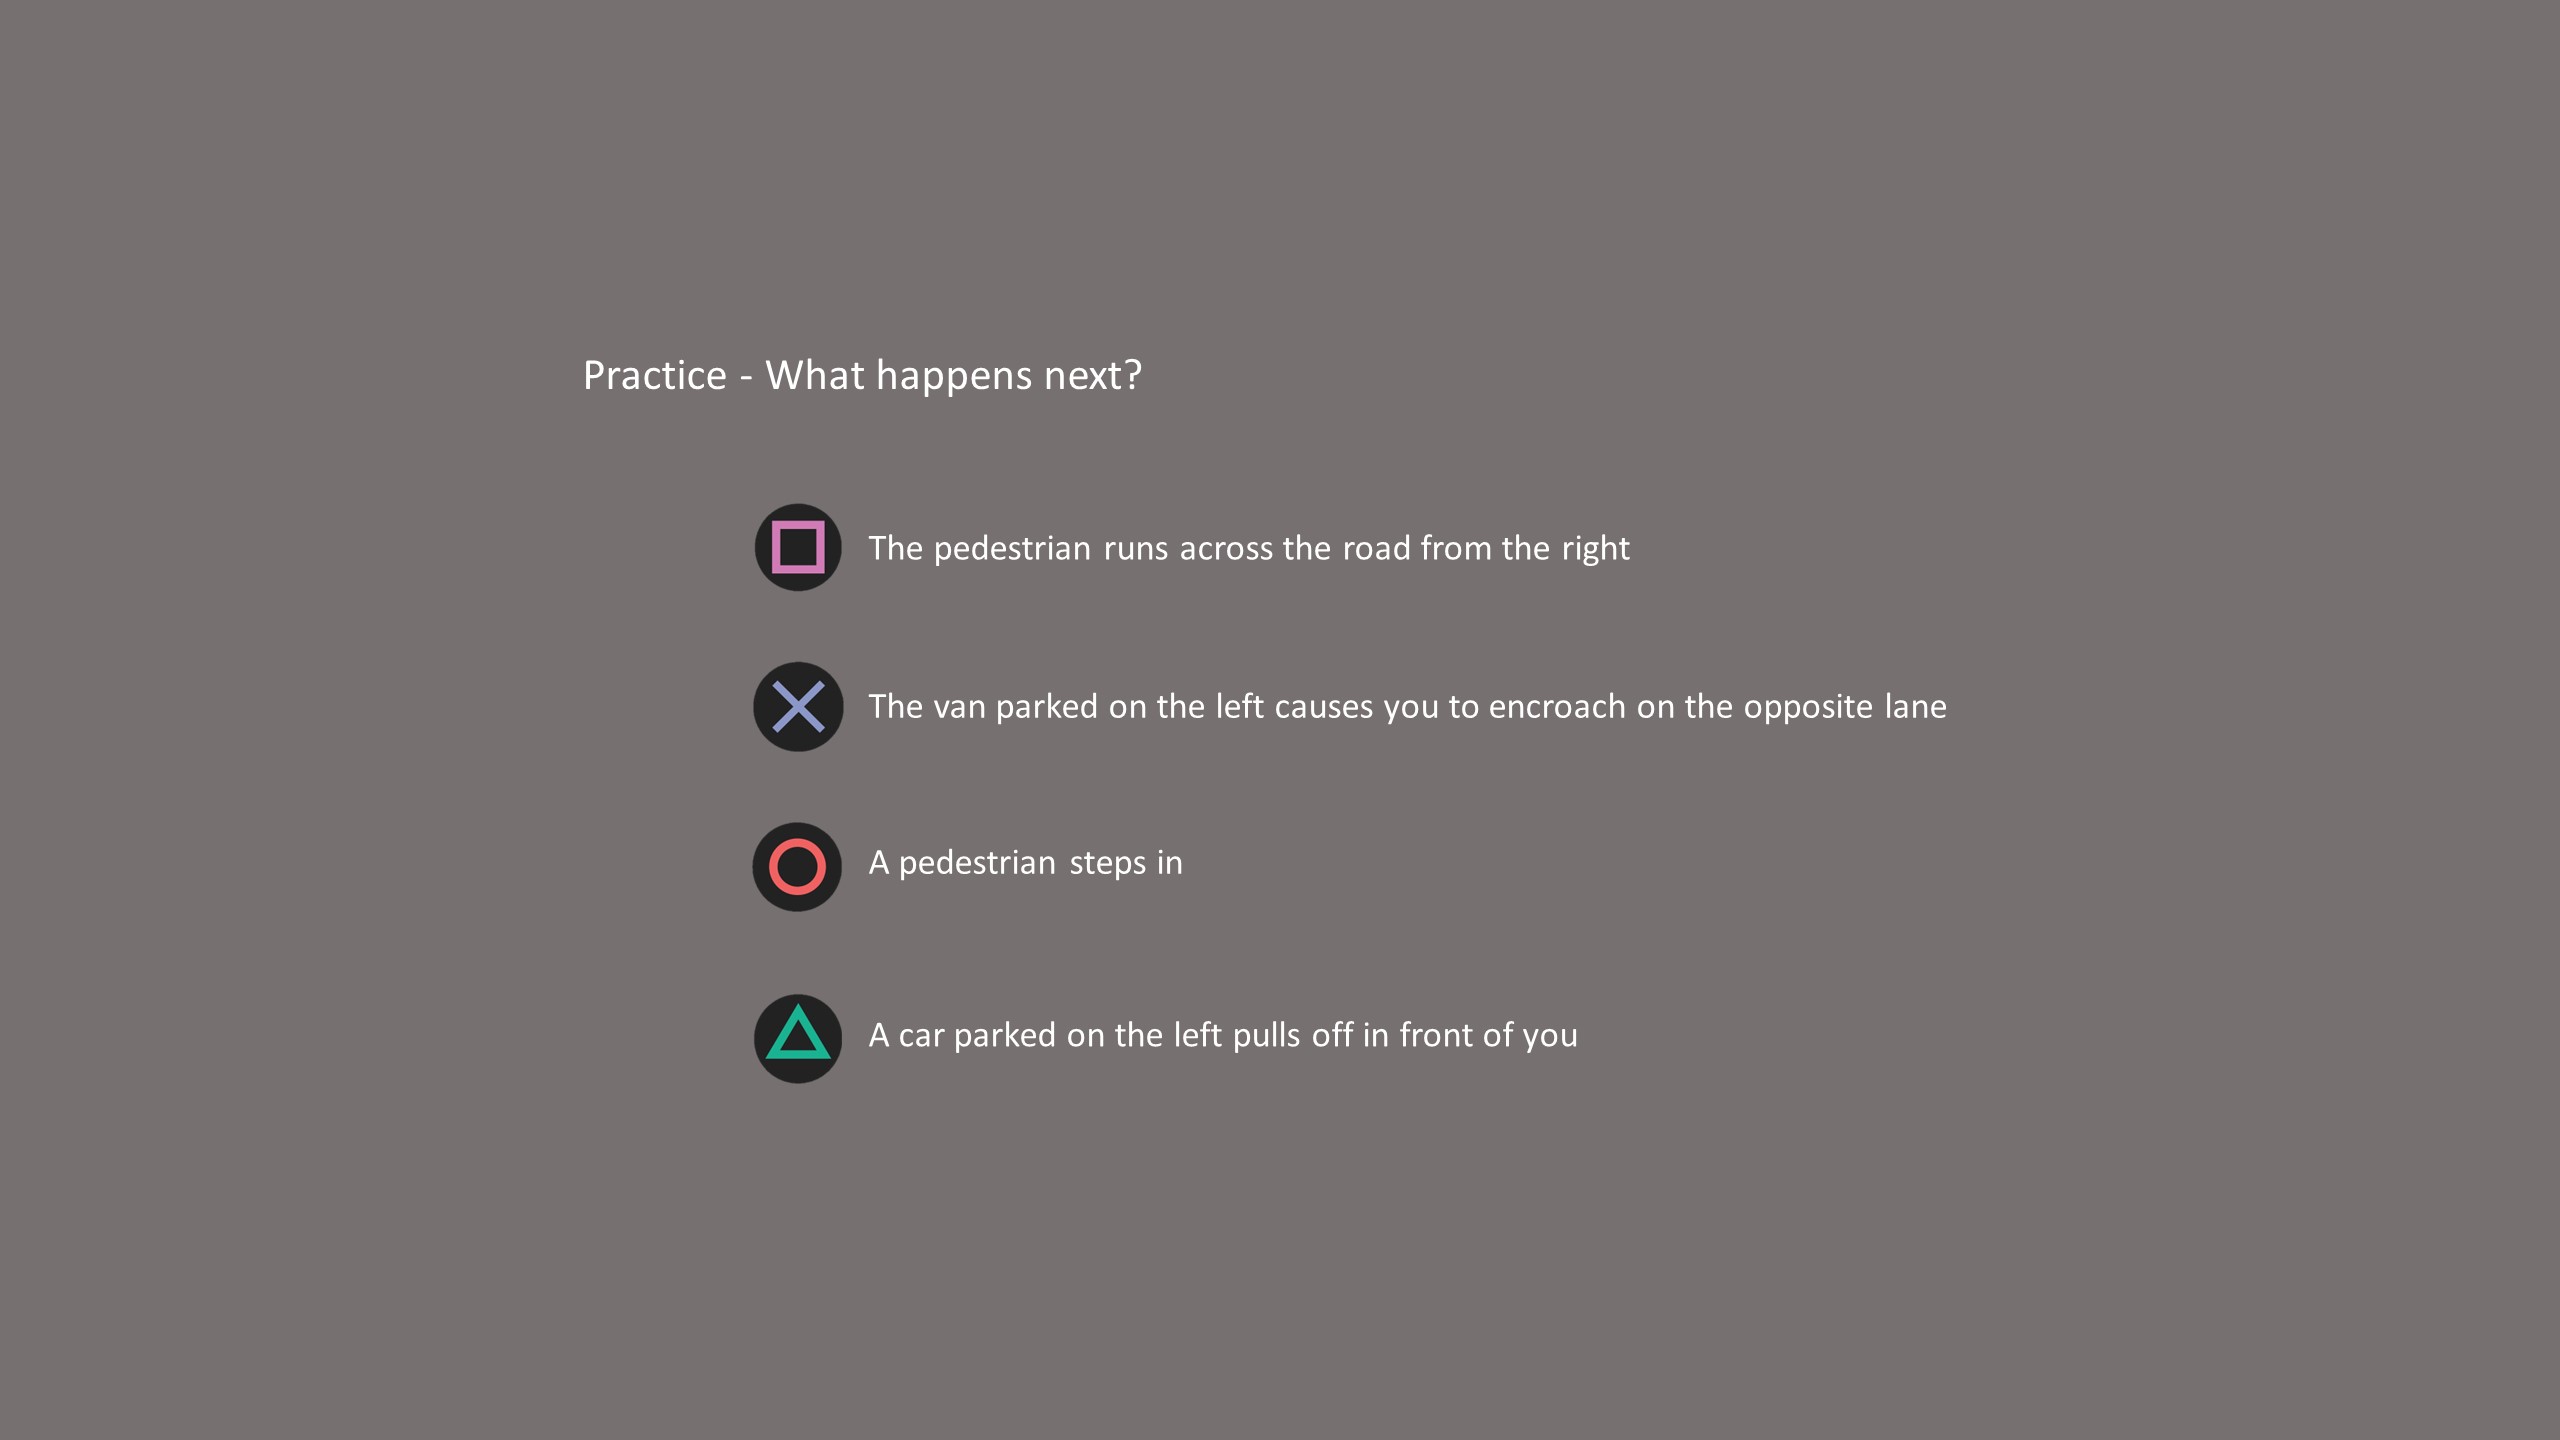 Practice - What happens next?
The pedestrian runs across the road from the right
The van parked on the left causes you to encroach on the opposite lane
A pedestrian steps in
A car parked on the left pulls off in front of you